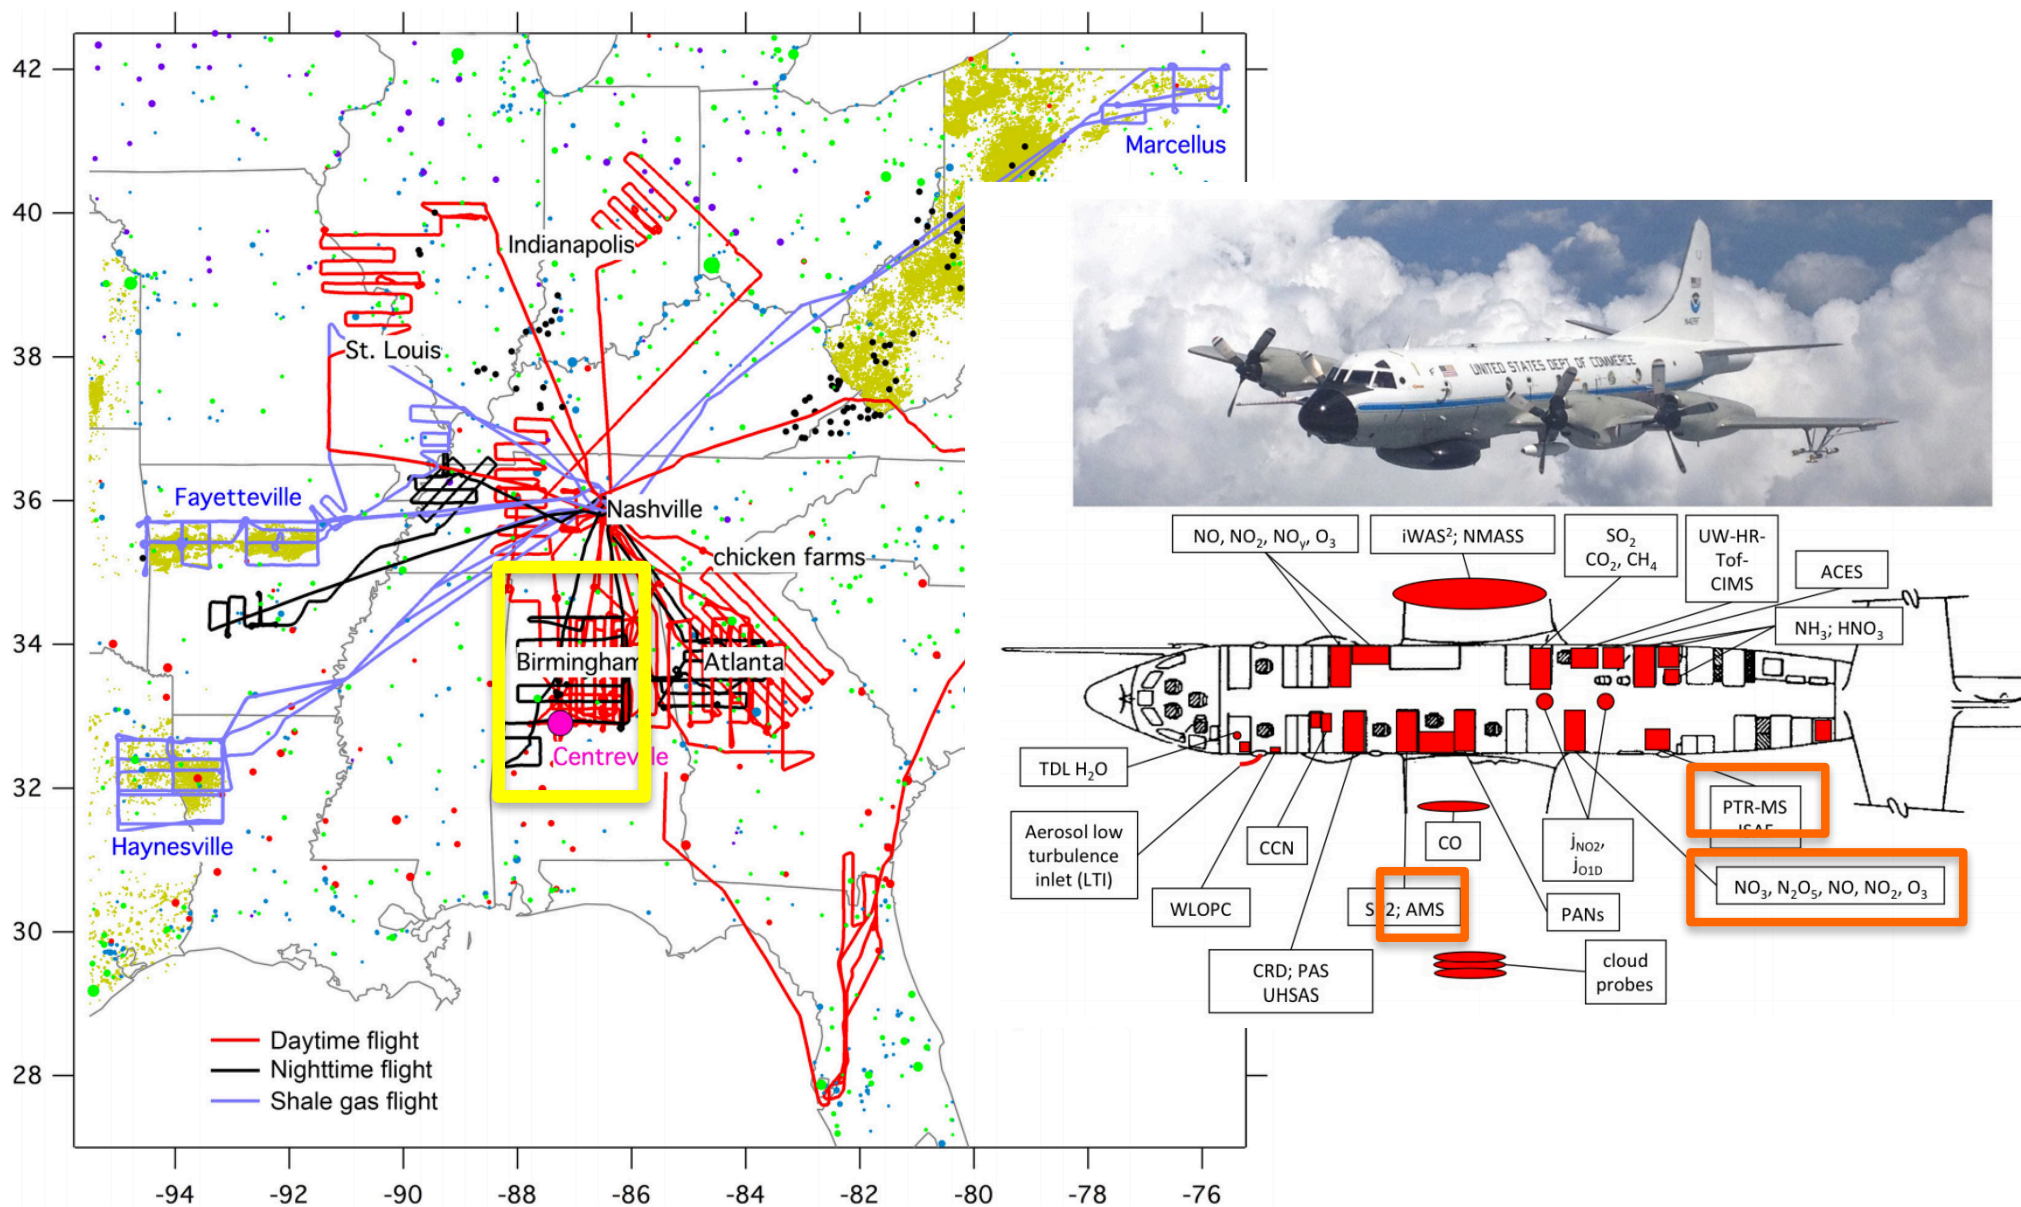 42
40
38
36
34
32
30
28
-94
-92
-90
-88
-86
-84
-82
-80
-78
-76
Marcellus
Indianapolis
St. Louis
Fayetteville
Nashville
chicken farms
Birmingham
Atlanta
Centreville
Haynesville
Daytime flight
Nighttime flight
Shale gas flight
UNITED STATES DEPT OF COMMERCE
NO, NO₂, NOᵧ, O₃
iWAS²; NMASS
SO₂
CO₂, CH₄
UW-HR-
Tof-
CIMS
ACES
NH₃; HNO₃
TDL H₂O
Aerosol low
turbulence
inlet (LTI)
WLOPC
CCN
CRD; PAS
UHSAS
AMS
CO
PANs
cloud
probes
j_NO2,
j_O1D
PTR-MS
NO₃, N₂O₅, NO, NO₂, O₃